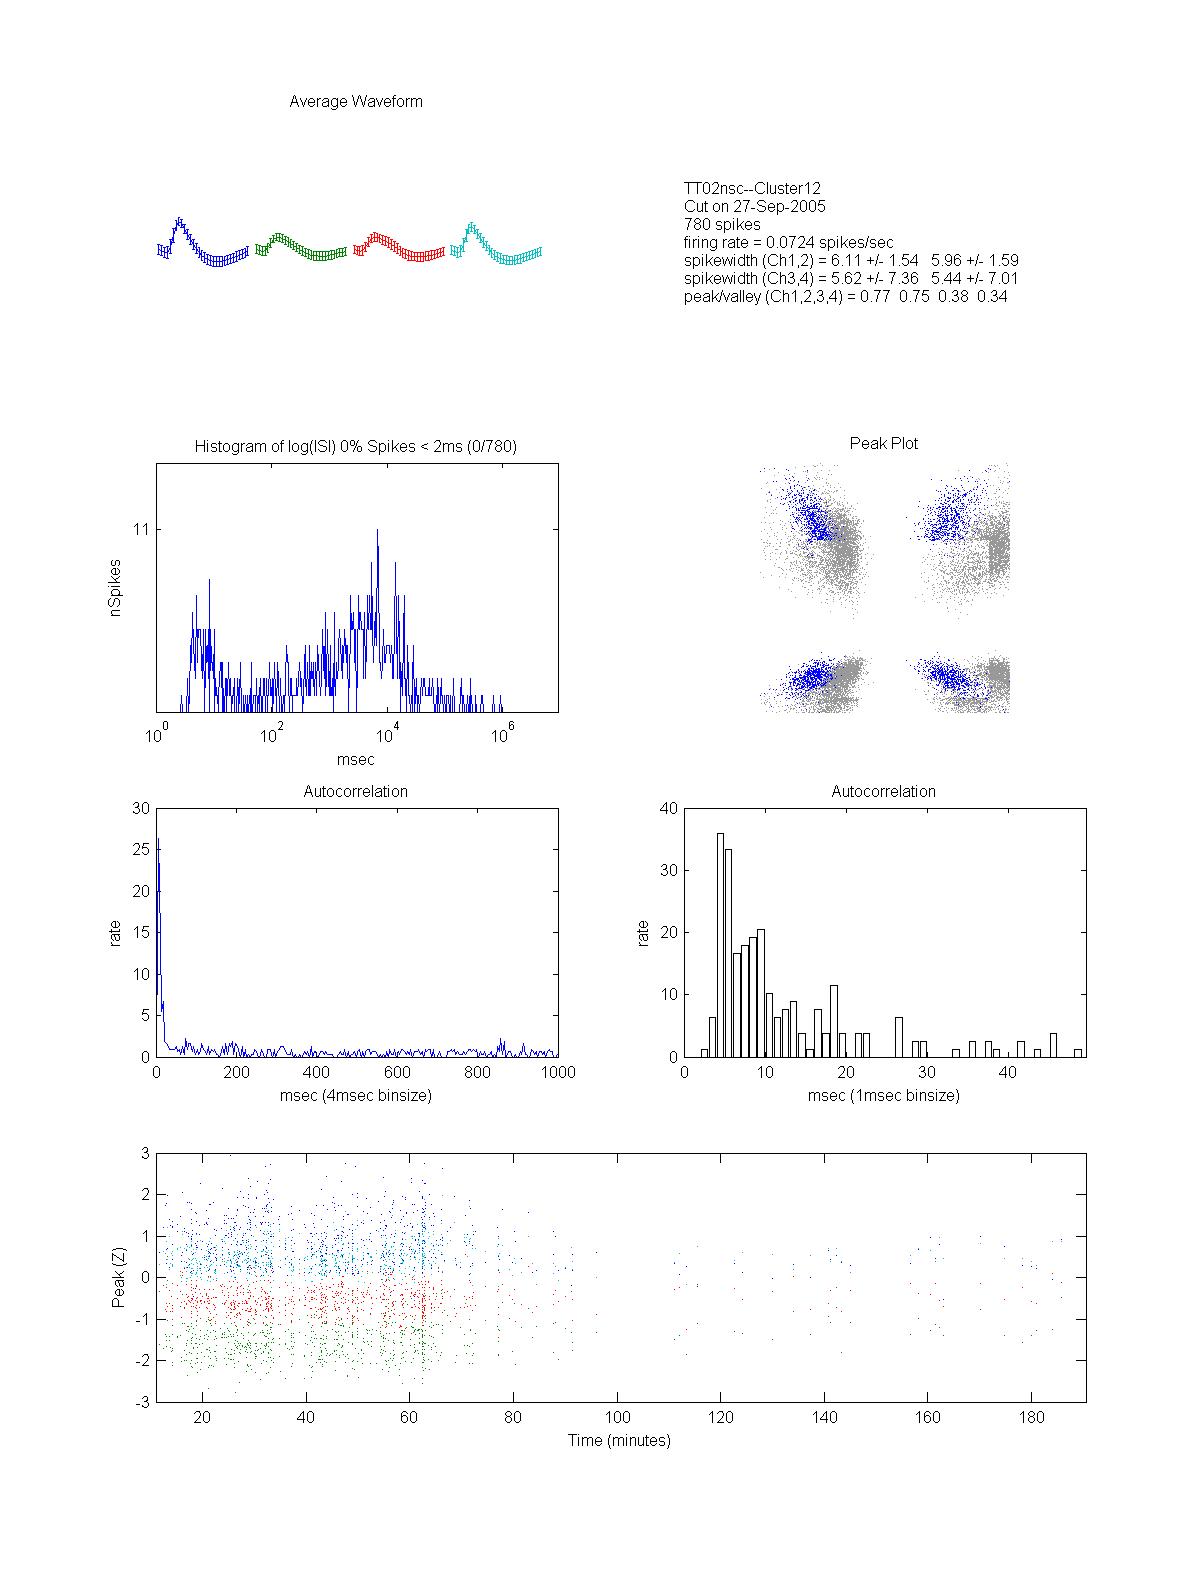 Average Waveform
TT02nsc--Cluster12
Cut on 27-Sep-2005
780 spikes
firing rate = 0.0724 spikes/sec
spikewidth (Ch1,2) = 6.11 +/- 1.54   5.96 +/- 1.59
spikewidth (Ch3,4) = 5.62 +/- 7.36   5.44 +/- 7.01
peak/valley (Ch1,2,3,4) = 0.77  0.75  0.38  0.34
Histogram of log(ISI) 0% Spikes < 2ms (0/780)
11
nSpikes
10^0 10^2 10^4 10^6
msec
Peak Plot
Autocorrelation
30
25
20
15
10
5
0
rate
0 200 400 600 800 1000
msec (4msec binsize)
Autocorrelation
40
30
20
10
0
rate
0 10 20 30 40
msec (1msec binsize)
3
2
1
0
-1
-2
-3
Peak (Z)
20 40 60 80 100 120 140 160 180
Time (minutes)